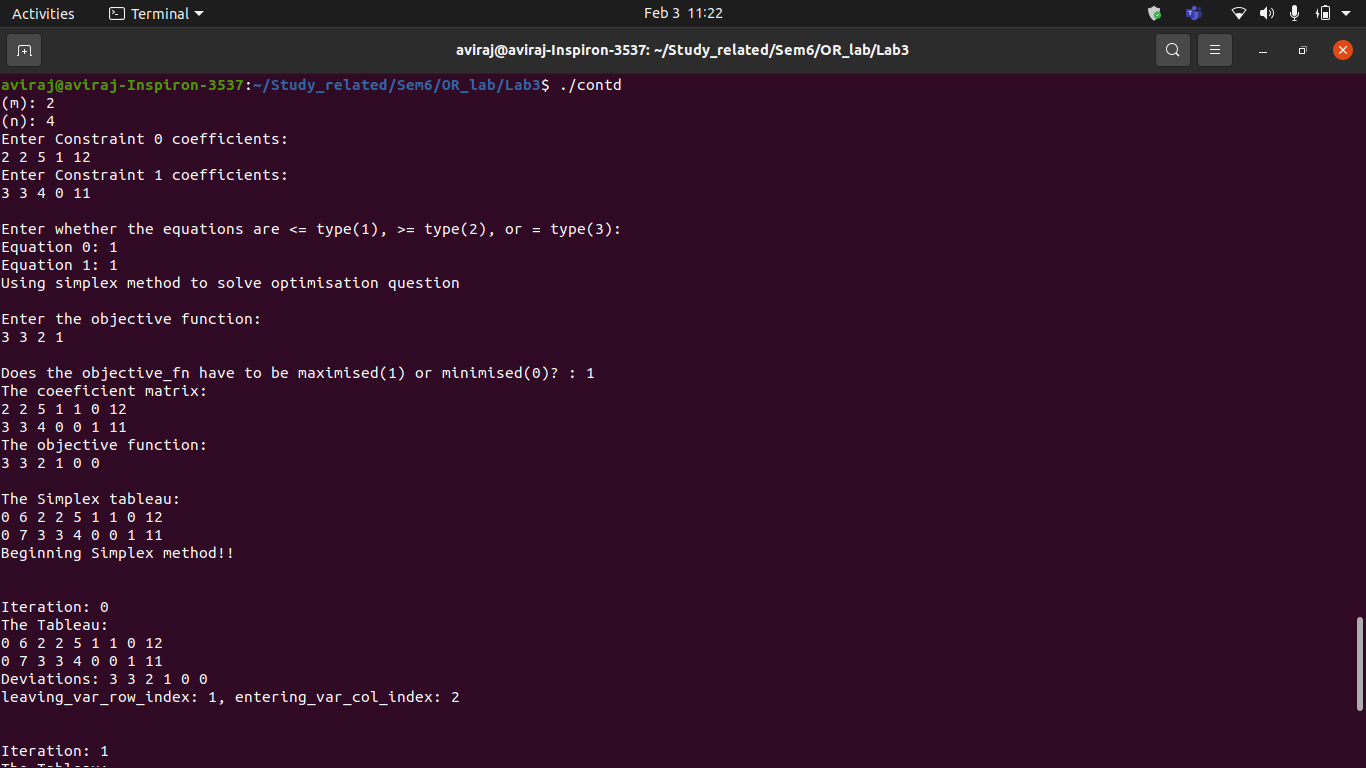 Activities Terminal Feb 3 11:22
aviraj@aviraj-Inspiron-3537: ~/Study_related/Sem6/OR_lab/Lab3
aviraj@aviraj-Inspiron-3537:~/Study_related/Sem6/OR_lab/Lab3$ ./contd
(m): 2
(n): 4
Enter Constraint 0 coefficients:
2 2 5 1 12
Enter Constraint 1 coefficients:
3 3 4 0 11
Enter whether the equations are <= type(1), >= type(2), or = type(3):
Equation 0: 1
Equation 1: 1
Using simplex method to solve optimisation question
Enter the objective function:
3 3 2 1
Does the objective_fn have to be maximised(1) or minimised(0)? : 1
The coeeficient matrix:
2 2 5 1 1 0 12
3 3 4 0 0 1 11
The objective function:
3 3 2 1 0 0
The Simplex tableau:
0 6 2 2 5 1 1 0 12
0 7 3 3 4 0 0 1 11
Beginning Simplex method!!
Iteration: 0
The Tableau:
0 6 2 2 5 1 1 0 12
0 7 3 3 4 0 0 1 11
Deviations: 3 3 2 1 0 0
leaving_var_row_index: 1, entering_var_col_index: 2
Iteration: 1
The Tableau: